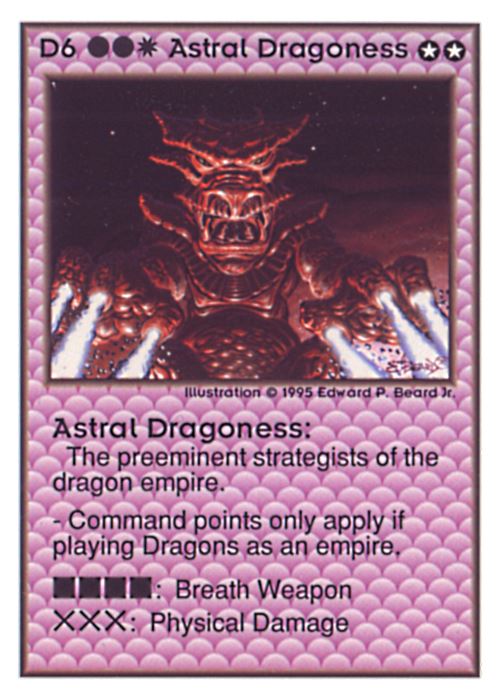 D6 ●●✷ Astral Dragoness ✪✪
Illustration © 1995 Edward P. Beard Jr.
Astral Dragoness:
The preeminent strategists of the
dragon empire.
- Command points only apply if
playing Dragons as an empire.
■■■■: Breath Weapon
✕✕✕: Physical Damage